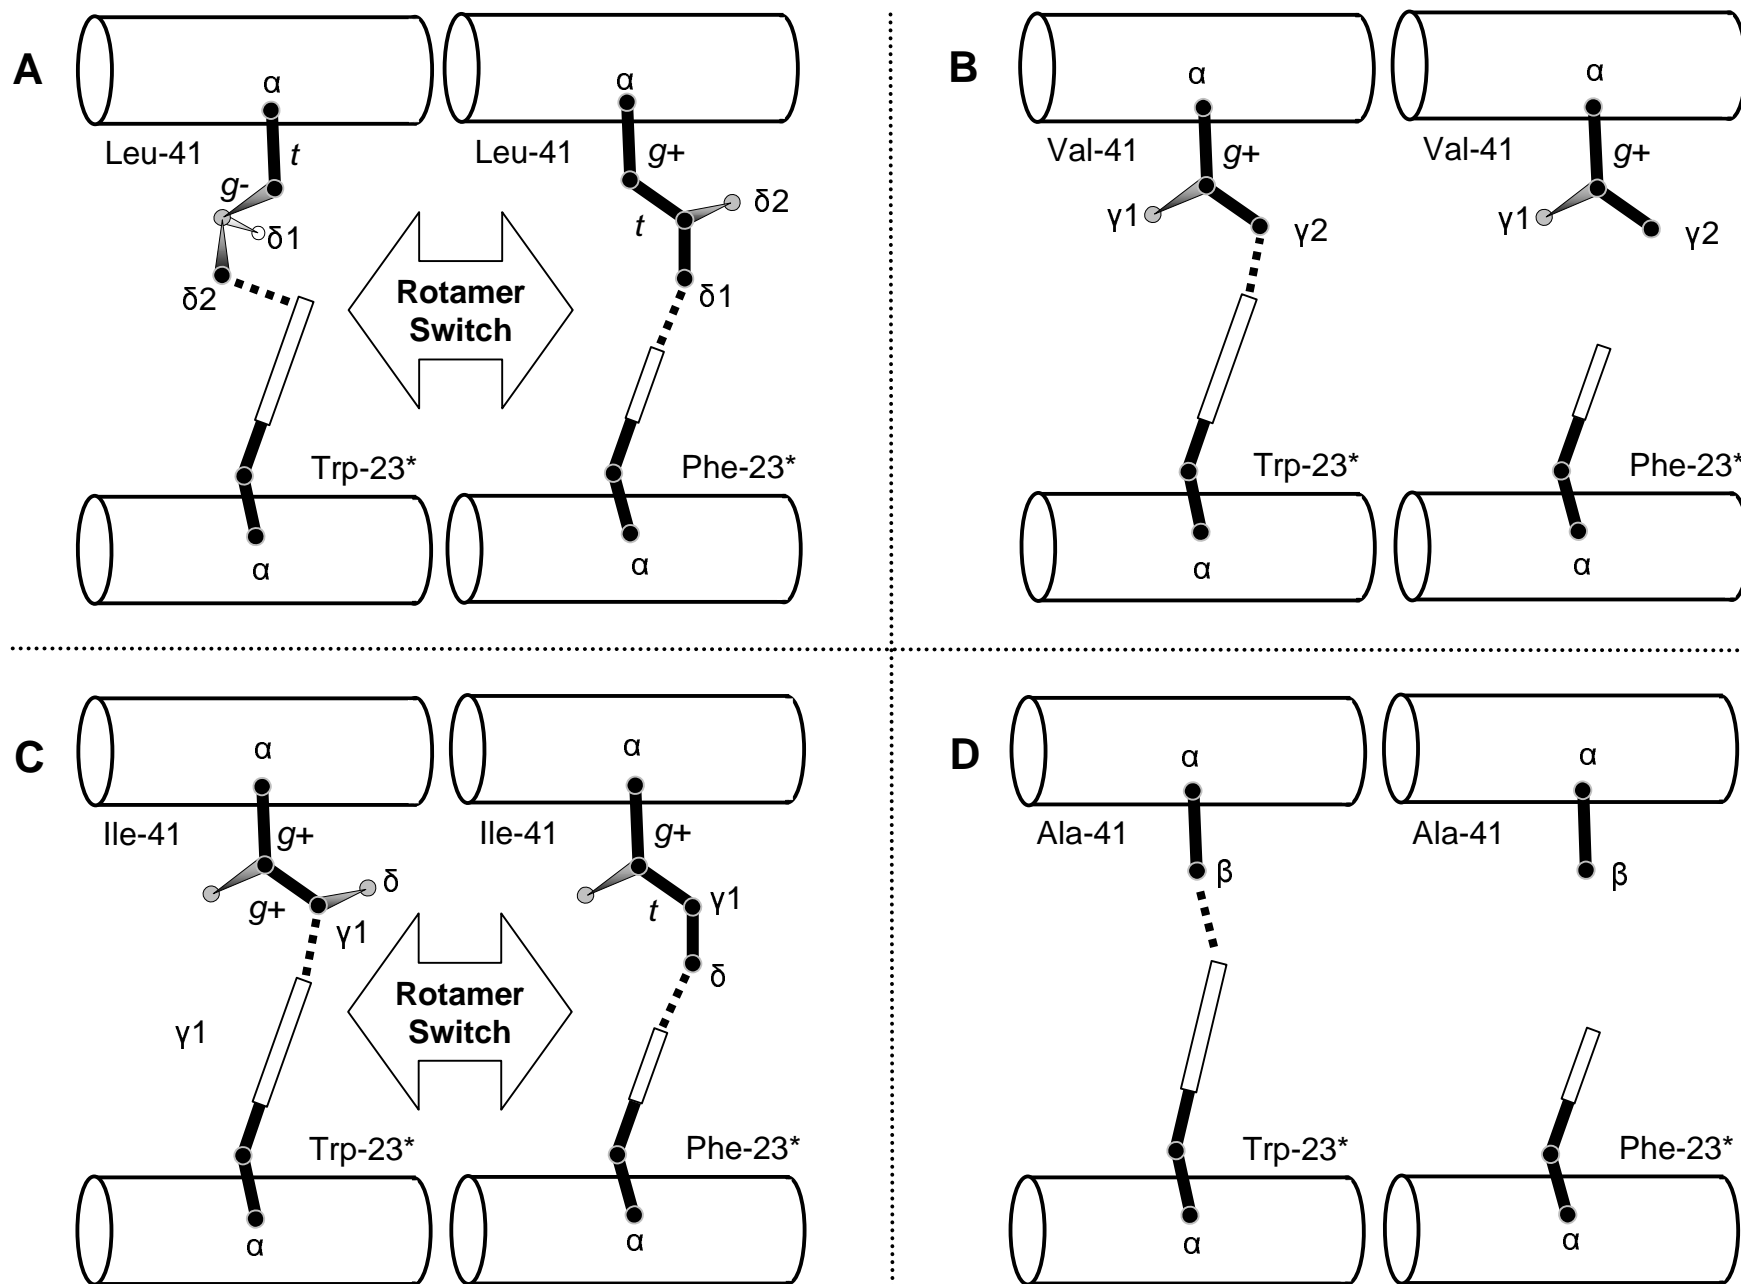 A
α
Leu-41
t
g-
δ1
δ2
Trp-23*
α
Rotamer
Switch
α
Leu-41
g+
δ2
t
δ1
Phe-23*
α
B
α
Val-41
g+
γ1
γ2
Trp-23*
α
α
Val-41
g+
γ1
γ2
Phe-23*
α
C
α
Ile-41
g+
δ
g+
γ1
γ1
Trp-23*
α
Rotamer
Switch
α
Ile-41
g+
γ1
t
δ
Phe-23*
α
D
α
Ala-41
β
Trp-23*
α
α
Ala-41
β
Phe-23*
α